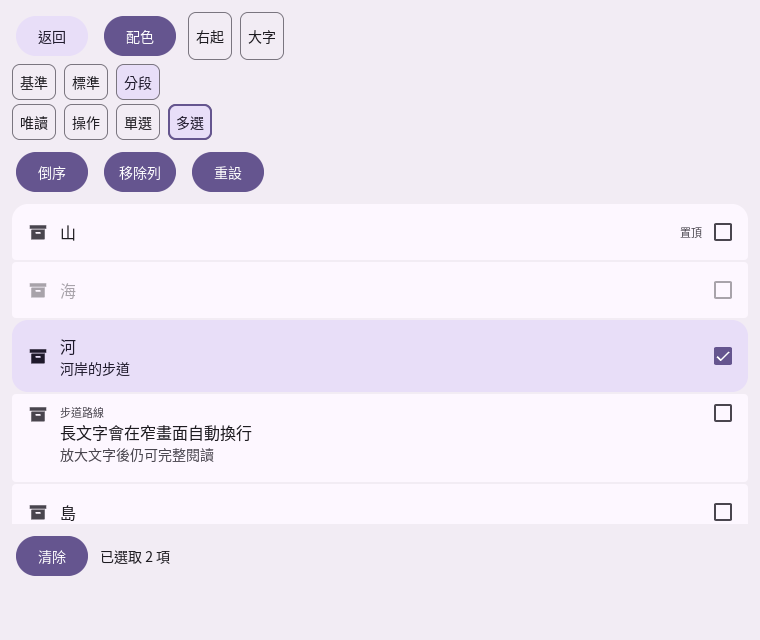 返回 配色 右起 大字
基準 標準 分段
唯讀 操作 單選 多選
倒序 移除列 重設
山 置頂
海
河
河岸的步道
步道路線
長文字會在窄畫面自動換行
放大文字後仍可完整閱讀
島
清除 已選取 2 項